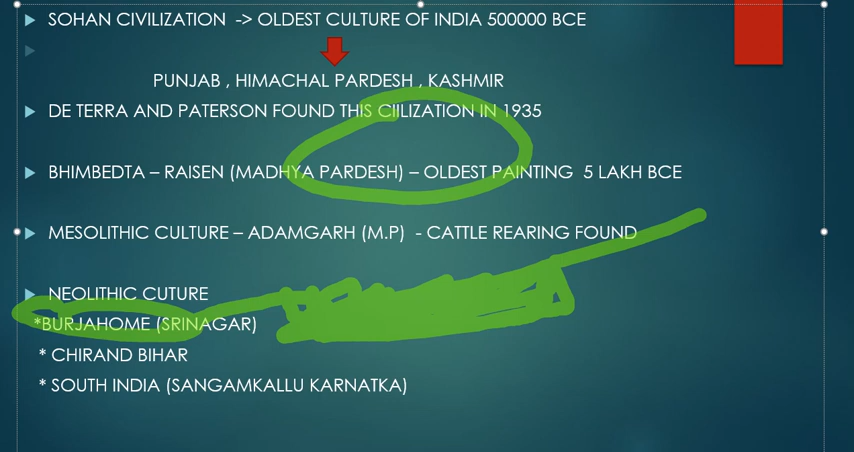 SOHAN CIVILIZATION -> OLDEST CULTURE OF INDIA 500000 BCE
PUNJAB , HIMACHAL PARDESH , KASHMIR
DE TERRA AND PATERSON FOUND THIS CIILIZATION IN 1935
BHIMBEDTA – RAISEN (MADHYA PARDESH) – OLDEST PAINTING 5 LAKH BCE
MESOLITHIC CULTURE – ADAMGARH (M.P) - CATTLE REARING FOUND
NEOLITHIC CUTURE
*BURJAHOME (SRINAGAR)
* CHIRAND BIHAR
* SOUTH INDIA (SANGAMKALLU KARNATKA)